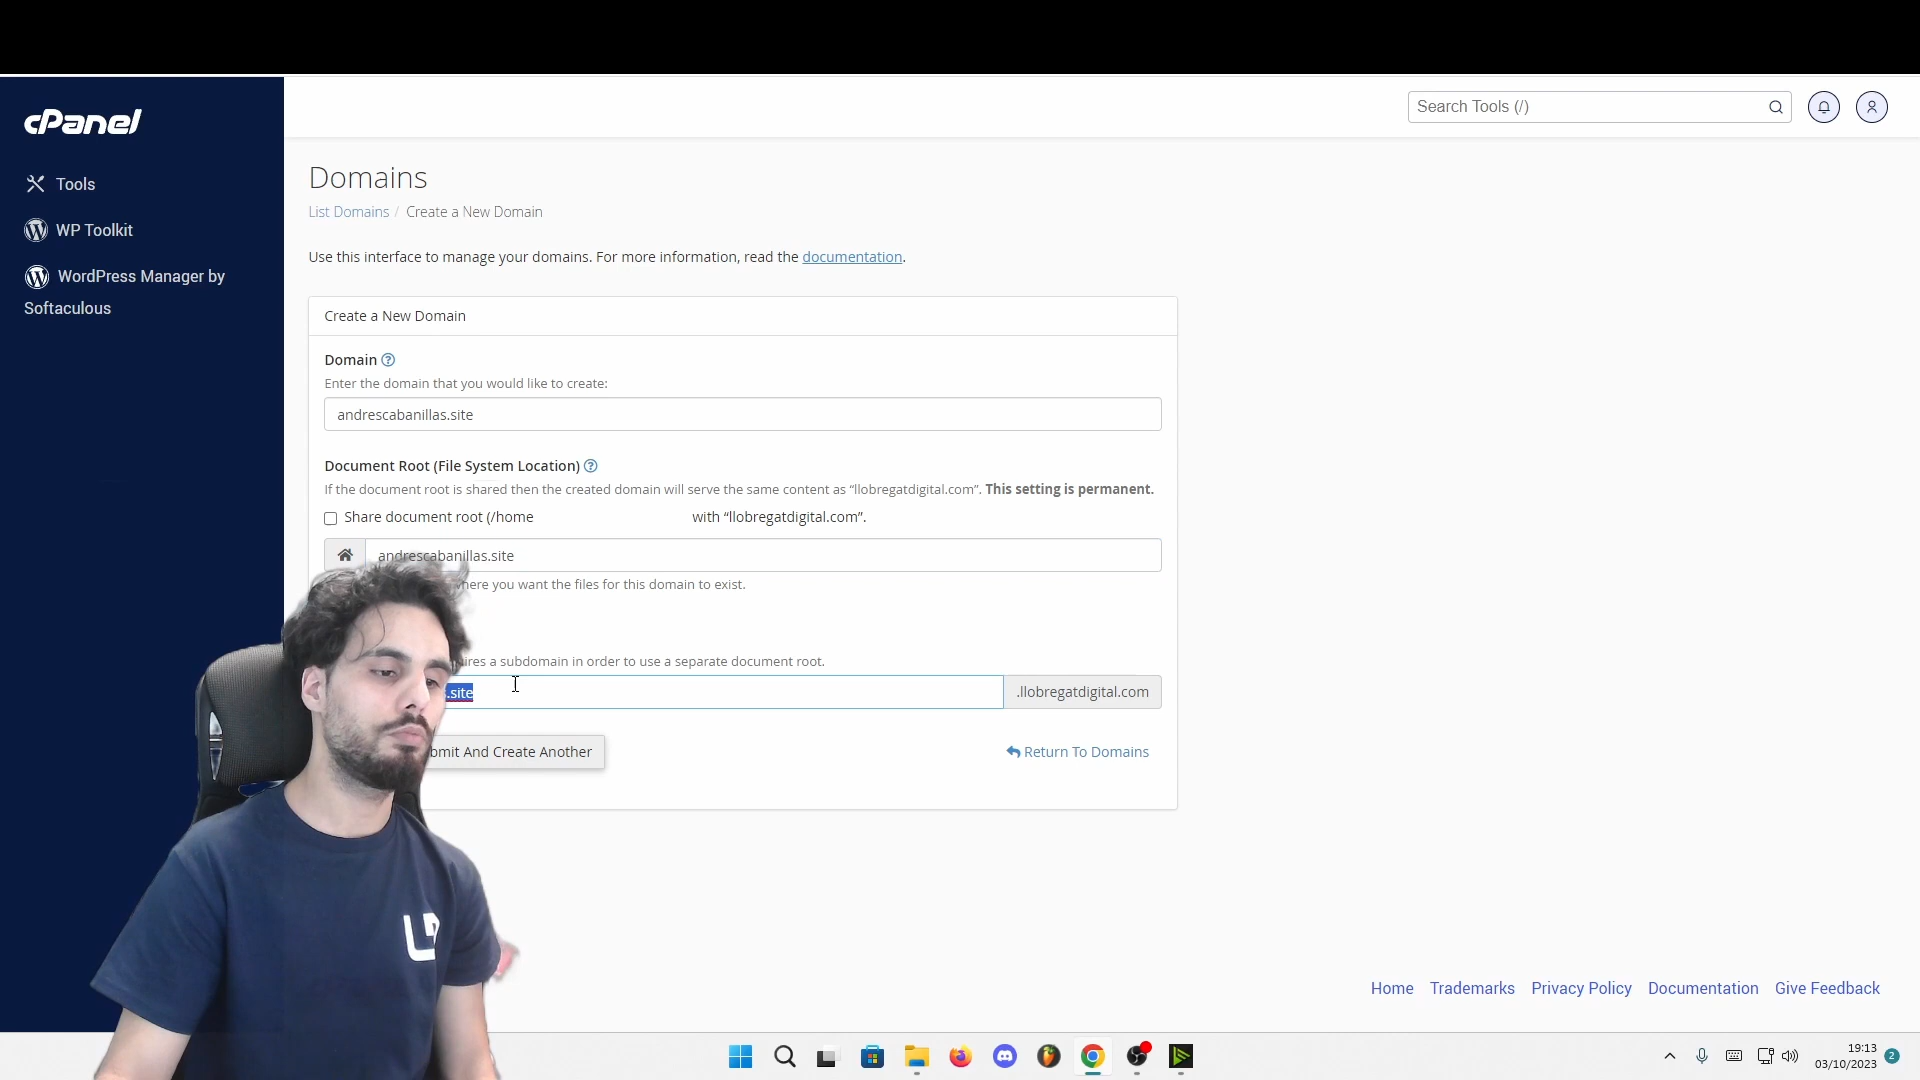 cPanel
Search Tools (/)
Tools
WP Toolkit
WordPress Manager by
Softaculous
Domains
List Domains / Create a New Domain
Use this interface to manage your domains. For more information, read the documentation.
Create a New Domain
Domain
Enter the domain that you would like to create:
andrescabanillas.site
Document Root (File System Location)
If the document root is shared then the created domain will serve the same content as “llobregatdigital.com”. This setting is permanent.
Share document root (/home with “llobregatdigital.com”.
andrescabanillas.site
where you want the files for this domain to exist.
a subdomain in order to use a separate document root.
.site
.llobregatdigital.com
And Create Another
Return To Domains
Home Trademarks Privacy Policy Documentation Give Feedback
19:13
03/10/2023
2